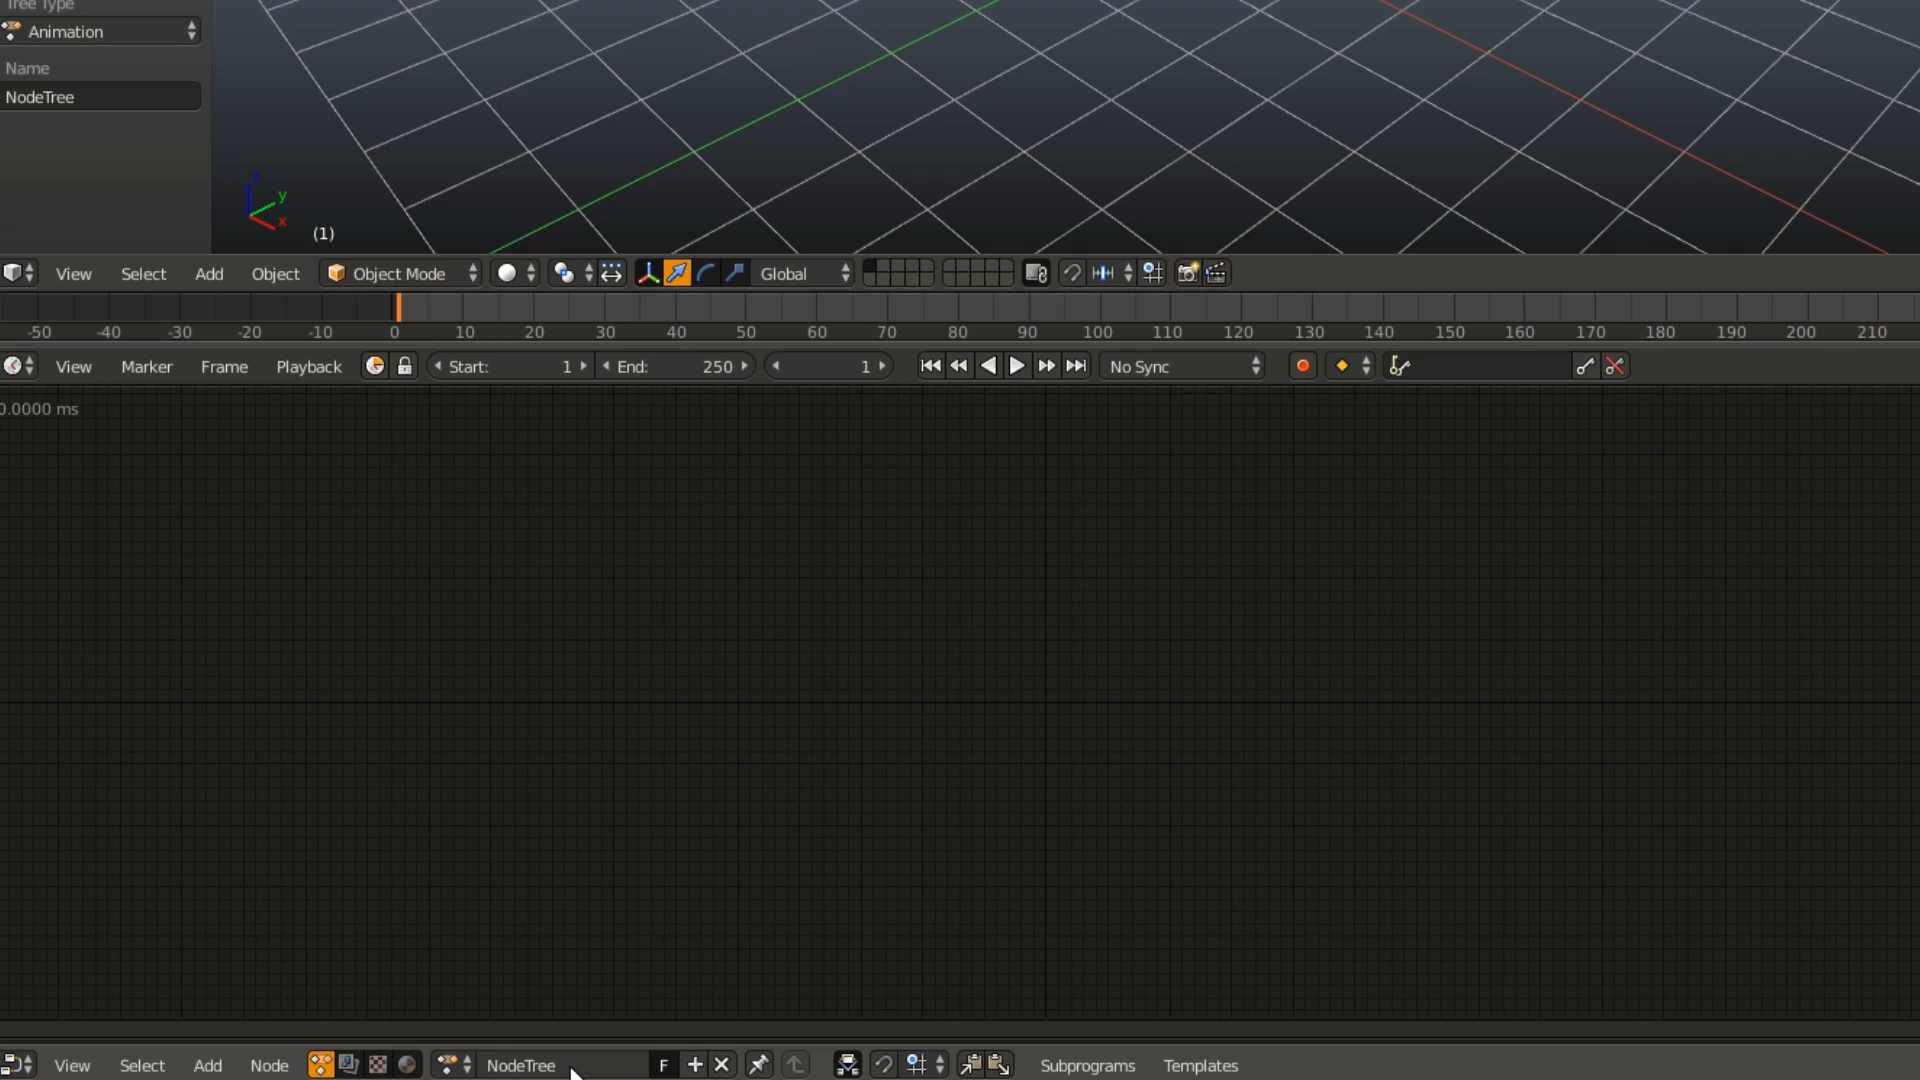 Tree Type
Animation
Name
NodeTree
z
y
x
(1)
View Select Add Object Object Mode Global
-50 -40 -30 -20 -10 0 10 20 30 40 50 60 70 80 90 100 110 120 130 140 150 160 170 180 190 200 210
View Marker Frame Playback Start: 1 End: 250 1 No Sync
0.0000 ms
View Select Add Node NodeTree F Subprograms Templates